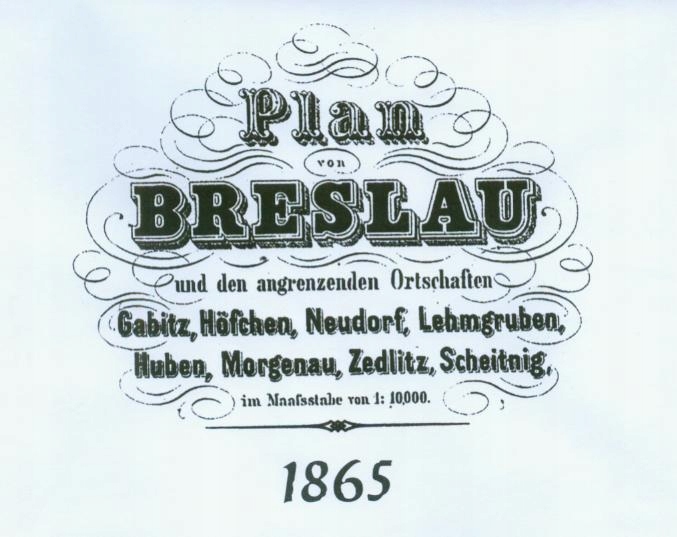 Plan
von
BRESLAU
und den angrenzenden Ortschaften
Gabitz, Höfchen, Neudorf, Lehmgruben,
Huben, Morgenau, Zedlitz, Scheitnig,
im Maaſsstabe von 1: 10,000.
1865